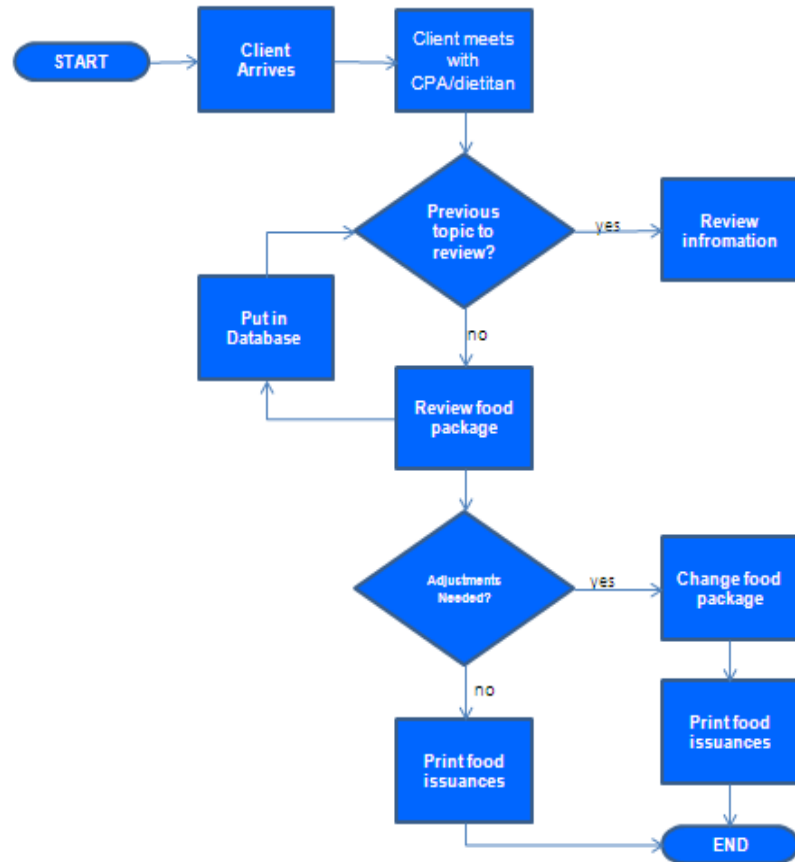 START
Client
Arrives
Client meets
with
CPA/dietitan
Previous
topic to
review?
yes
Review
infromation
Put in
Database
no
Review food
package
Adjustments
Needed?
yes
Change food
package
no
Print food
issuances
Print food
issuances
END